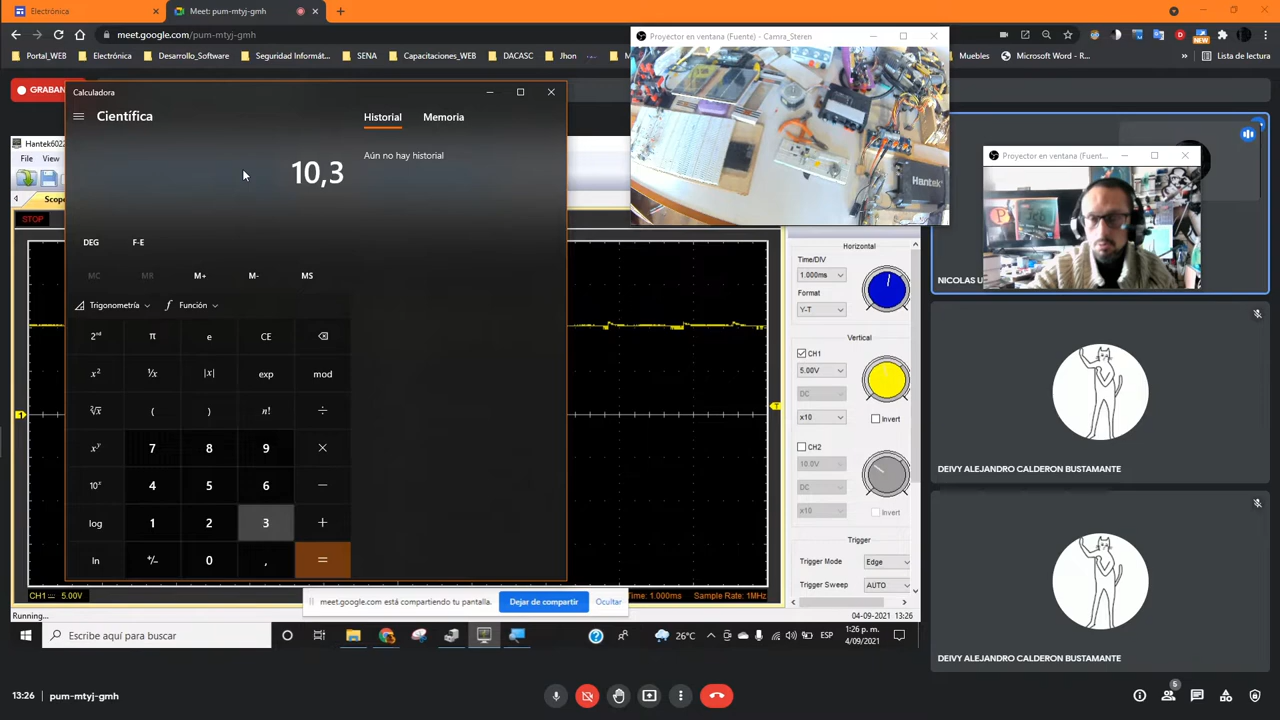 Electrónica
Meet: pum-mtyj-gmh
meet.google.com/pum-mtyj-gmh
NEW
Portal_WEB
Capacitaciones
Seguridad Informát...
SENA
Capacitaciones_WEB
DACASC
Jhon
Muebles
Microsoft Word - R...
Lista de lectura
Proyector en ventana (Fuente) - Camra_Steren
GRABAN
Calculadora
Científica
Historial
Memoria
Aún no hay historial
10,3
DEG
F-E
MC
MR
M+
M-
MS
Trigonometría
Función
2ⁿᵈ
π
e
CE
x²
¹/x
|x|
exp
mod
²√x
(
)
n!
÷
xʸ
7
8
9
×
10ˣ
4
5
6
−
log
1
2
3
+
ln
+/-
0
,
=
Hantek6022
File
View
Scope
STOP
1
T
CH1
5.00V
Time: 1.000ms
Sample Rate: 1MHz
Running...
04-09-2021 13:26
Horizontal
Time/DIV
1.000ms
Format
Y-T
Vertical
CH1
5.00V
DC
x10
Invert
CH2
10.0V
DC
x10
Invert
Trigger
Trigger Mode
Edge
Trigger Sweep
AUTO
Hantek
Proyector en ventana (Fuent...
NICOLAS U
DEIVY ALEJANDRO CALDERON BUSTAMANTE
DEIVY ALEJANDRO CALDERON BUSTAMANTE
meet.google.com está compartiendo tu pantalla.
Dejar de compartir
Ocultar
Escribe aquí para buscar
26°C
ESP
1:26 p. m.
4/09/2021
13:26
pum-mtyj-gmh
5